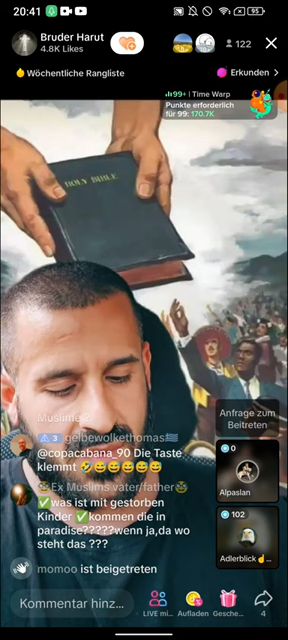 20:41
95
Bruder Harut
4.8K Likes
122
Wöchentliche Rangliste
Erkunden >
99+ | Time Warp
Punkte erforderlich
für 99: 170.7K
HOLY BIBLE
Muslime 2
3 gelbewolkethomas🇬🇷
@copacabana_90 Die Taste
klemmt 🤣😅😅😅😅😅
Ex Muslims vater/father
✅was ist mit gestorben
Kinder ✅kommen die in
paradise?????wenn ja,da wo
steht das ???
momoo ist beigetreten
Anfrage zum
Beitreten
0
Alpaslan
102
Adlerblick☝...
Kommentar hinz...
LIVE mi...
Aufladen
Gesche...
4